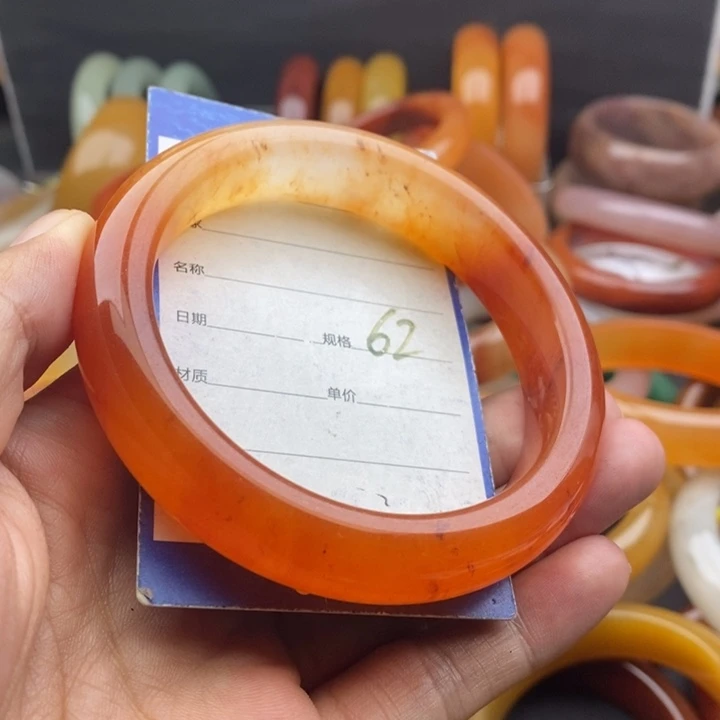 名称
日期 规格 62
材质 单价